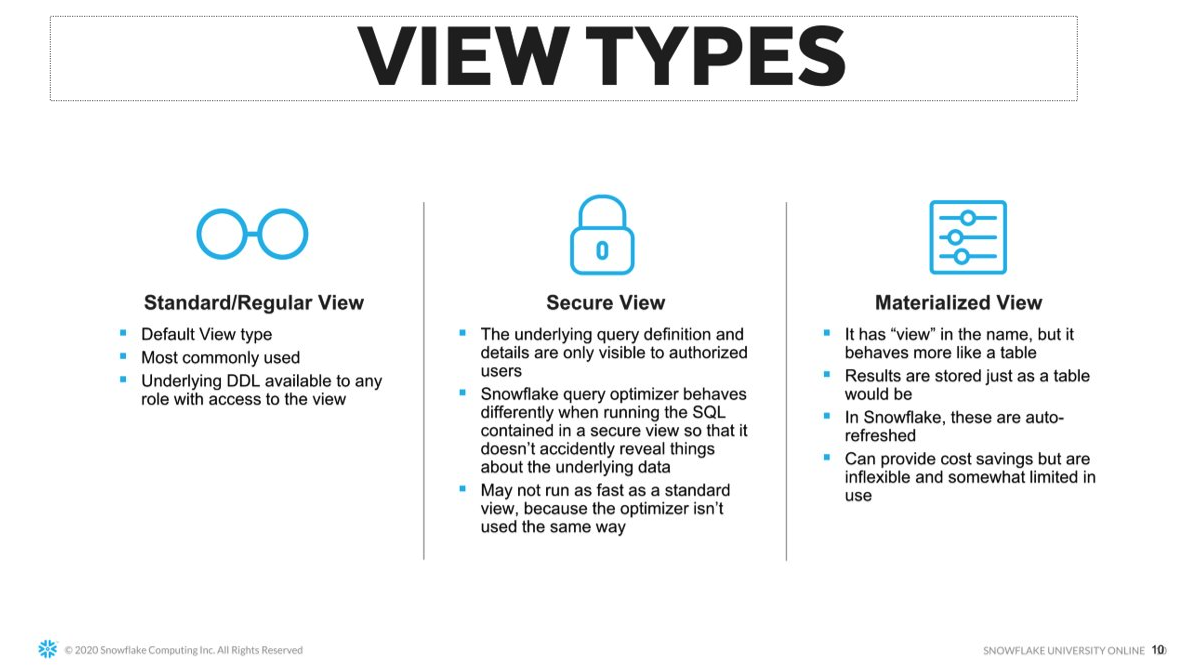 VIEW TYPES
Standard/Regular View
Default View type
Most commonly used
Underlying DDL available to any
role with access to the view
Secure View
The underlying query definition and
details are only visible to authorized
users
Snowflake query optimizer behaves
differently when running the SQL
contained in a secure view so that it
doesn't accidently reveal things
about the underlying data
May not run as fast as a standard
view, because the optimizer isn't
used the same way
Materialized View
It has “view” in the name, but it
behaves more like a table
Results are stored just as a table
would be
In Snowflake, these are auto-
refreshed
Can provide cost savings but are
inflexible and somewhat limited in
use
© 2020 Snowflake Computing Inc. All Rights Reserved
SNOWFLAKE UNIVERSITY ONLINE 10